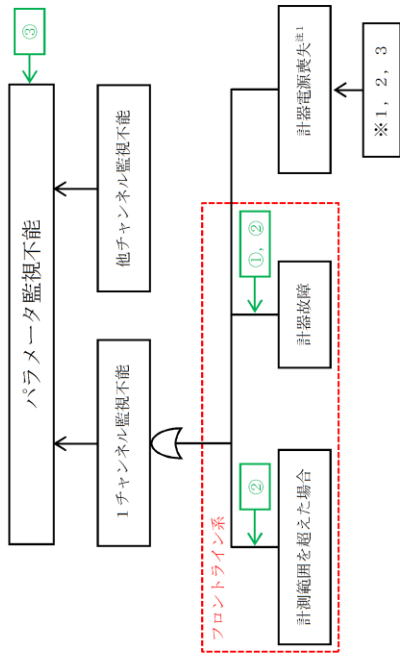 ③
パラメータ監視不能
1チャンネル監視不能
他チャンネル監視不能
フロントライン系
②
①, ②
計測範囲を超えた場合
計器故障
計器電源喪失注1
※1, 2, 3